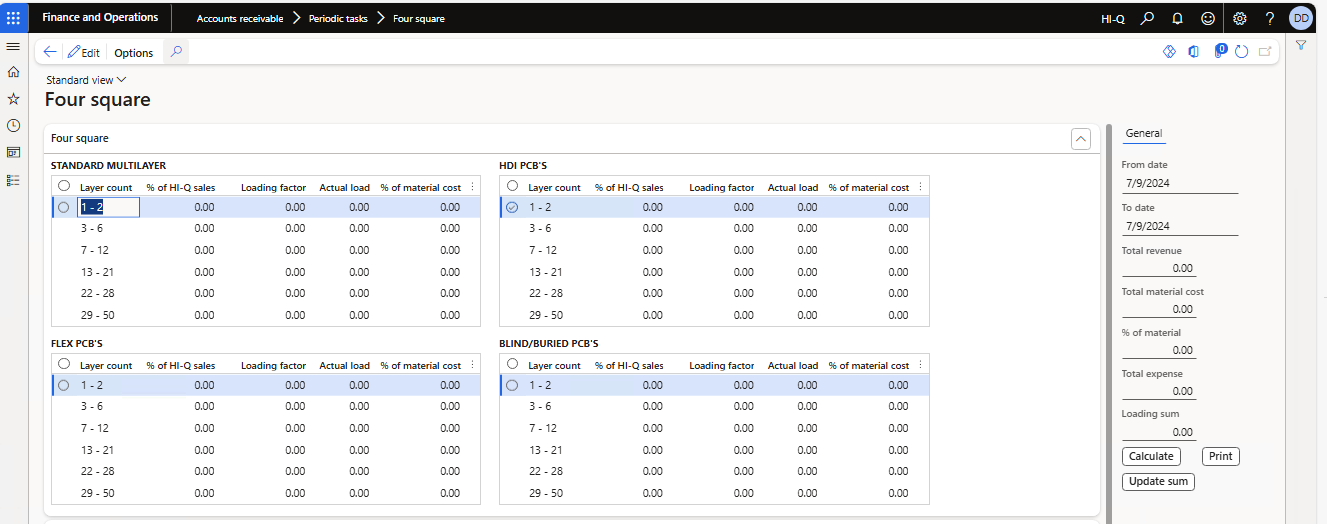 Finance and Operations
Accounts receivable > Periodic tasks > Four square
HI-Q
?
DD
Edit
Options
0
Standard view
Four square
Four square
STANDARD MULTILAYER
Layer count % of HI-Q sales Loading factor Actual load % of material cost
1 - 2 0.00 0.00 0.00 0.00
3 - 6 0.00 0.00 0.00 0.00
7 - 12 0.00 0.00 0.00 0.00
13 - 21 0.00 0.00 0.00 0.00
22 - 28 0.00 0.00 0.00 0.00
29 - 50 0.00 0.00 0.00 0.00
HDI PCB'S
Layer count % of HI-Q sales Loading factor Actual load % of material cost
1 - 2 0.00 0.00 0.00 0.00
3 - 6 0.00 0.00 0.00 0.00
7 - 12 0.00 0.00 0.00 0.00
13 - 21 0.00 0.00 0.00 0.00
22 - 28 0.00 0.00 0.00 0.00
29 - 50 0.00 0.00 0.00 0.00
FLEX PCB'S
Layer count % of HI-Q sales Loading factor Actual load % of material cost
1 - 2 0.00 0.00 0.00 0.00
3 - 6 0.00 0.00 0.00 0.00
7 - 12 0.00 0.00 0.00 0.00
13 - 21 0.00 0.00 0.00 0.00
22 - 28 0.00 0.00 0.00 0.00
29 - 50 0.00 0.00 0.00 0.00
BLIND/BURIED PCB'S
Layer count % of HI-Q sales Loading factor Actual load % of material cost
1 - 2 0.00 0.00 0.00 0.00
3 - 6 0.00 0.00 0.00 0.00
7 - 12 0.00 0.00 0.00 0.00
13 - 21 0.00 0.00 0.00 0.00
22 - 28 0.00 0.00 0.00 0.00
29 - 50 0.00 0.00 0.00 0.00
General
From date
7/9/2024
To date
7/9/2024
Total revenue
0.00
Total material cost
0.00
% of material
0.00
Total expense
0.00
Loading sum
0.00
Calculate
Print
Update sum